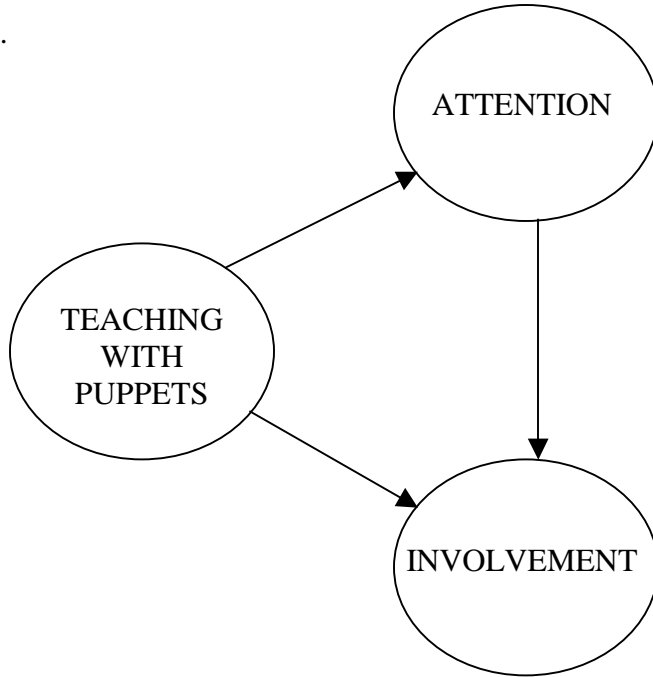 .
ATTENTION
TEACHING
WITH
PUPPETS
INVOLVEMENT